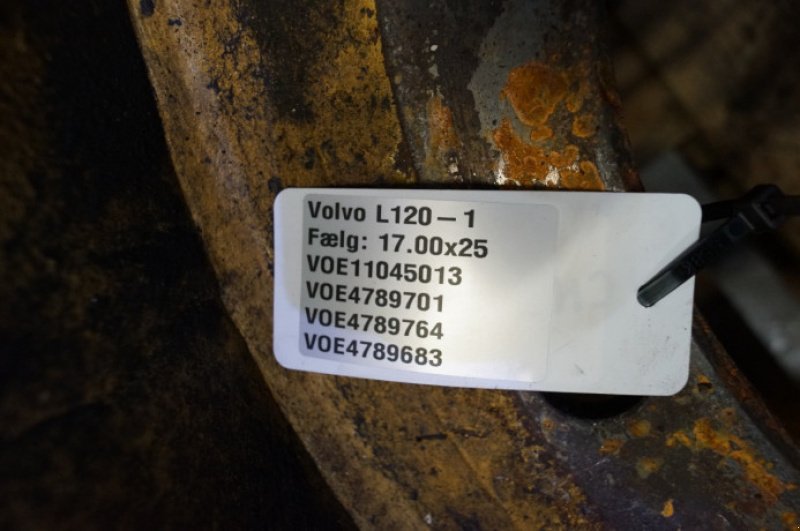 Volvo L120 – 1
Fælg: 17.00x25
VOE11045013
VOE4789701
VOE4789764
VOE4789683